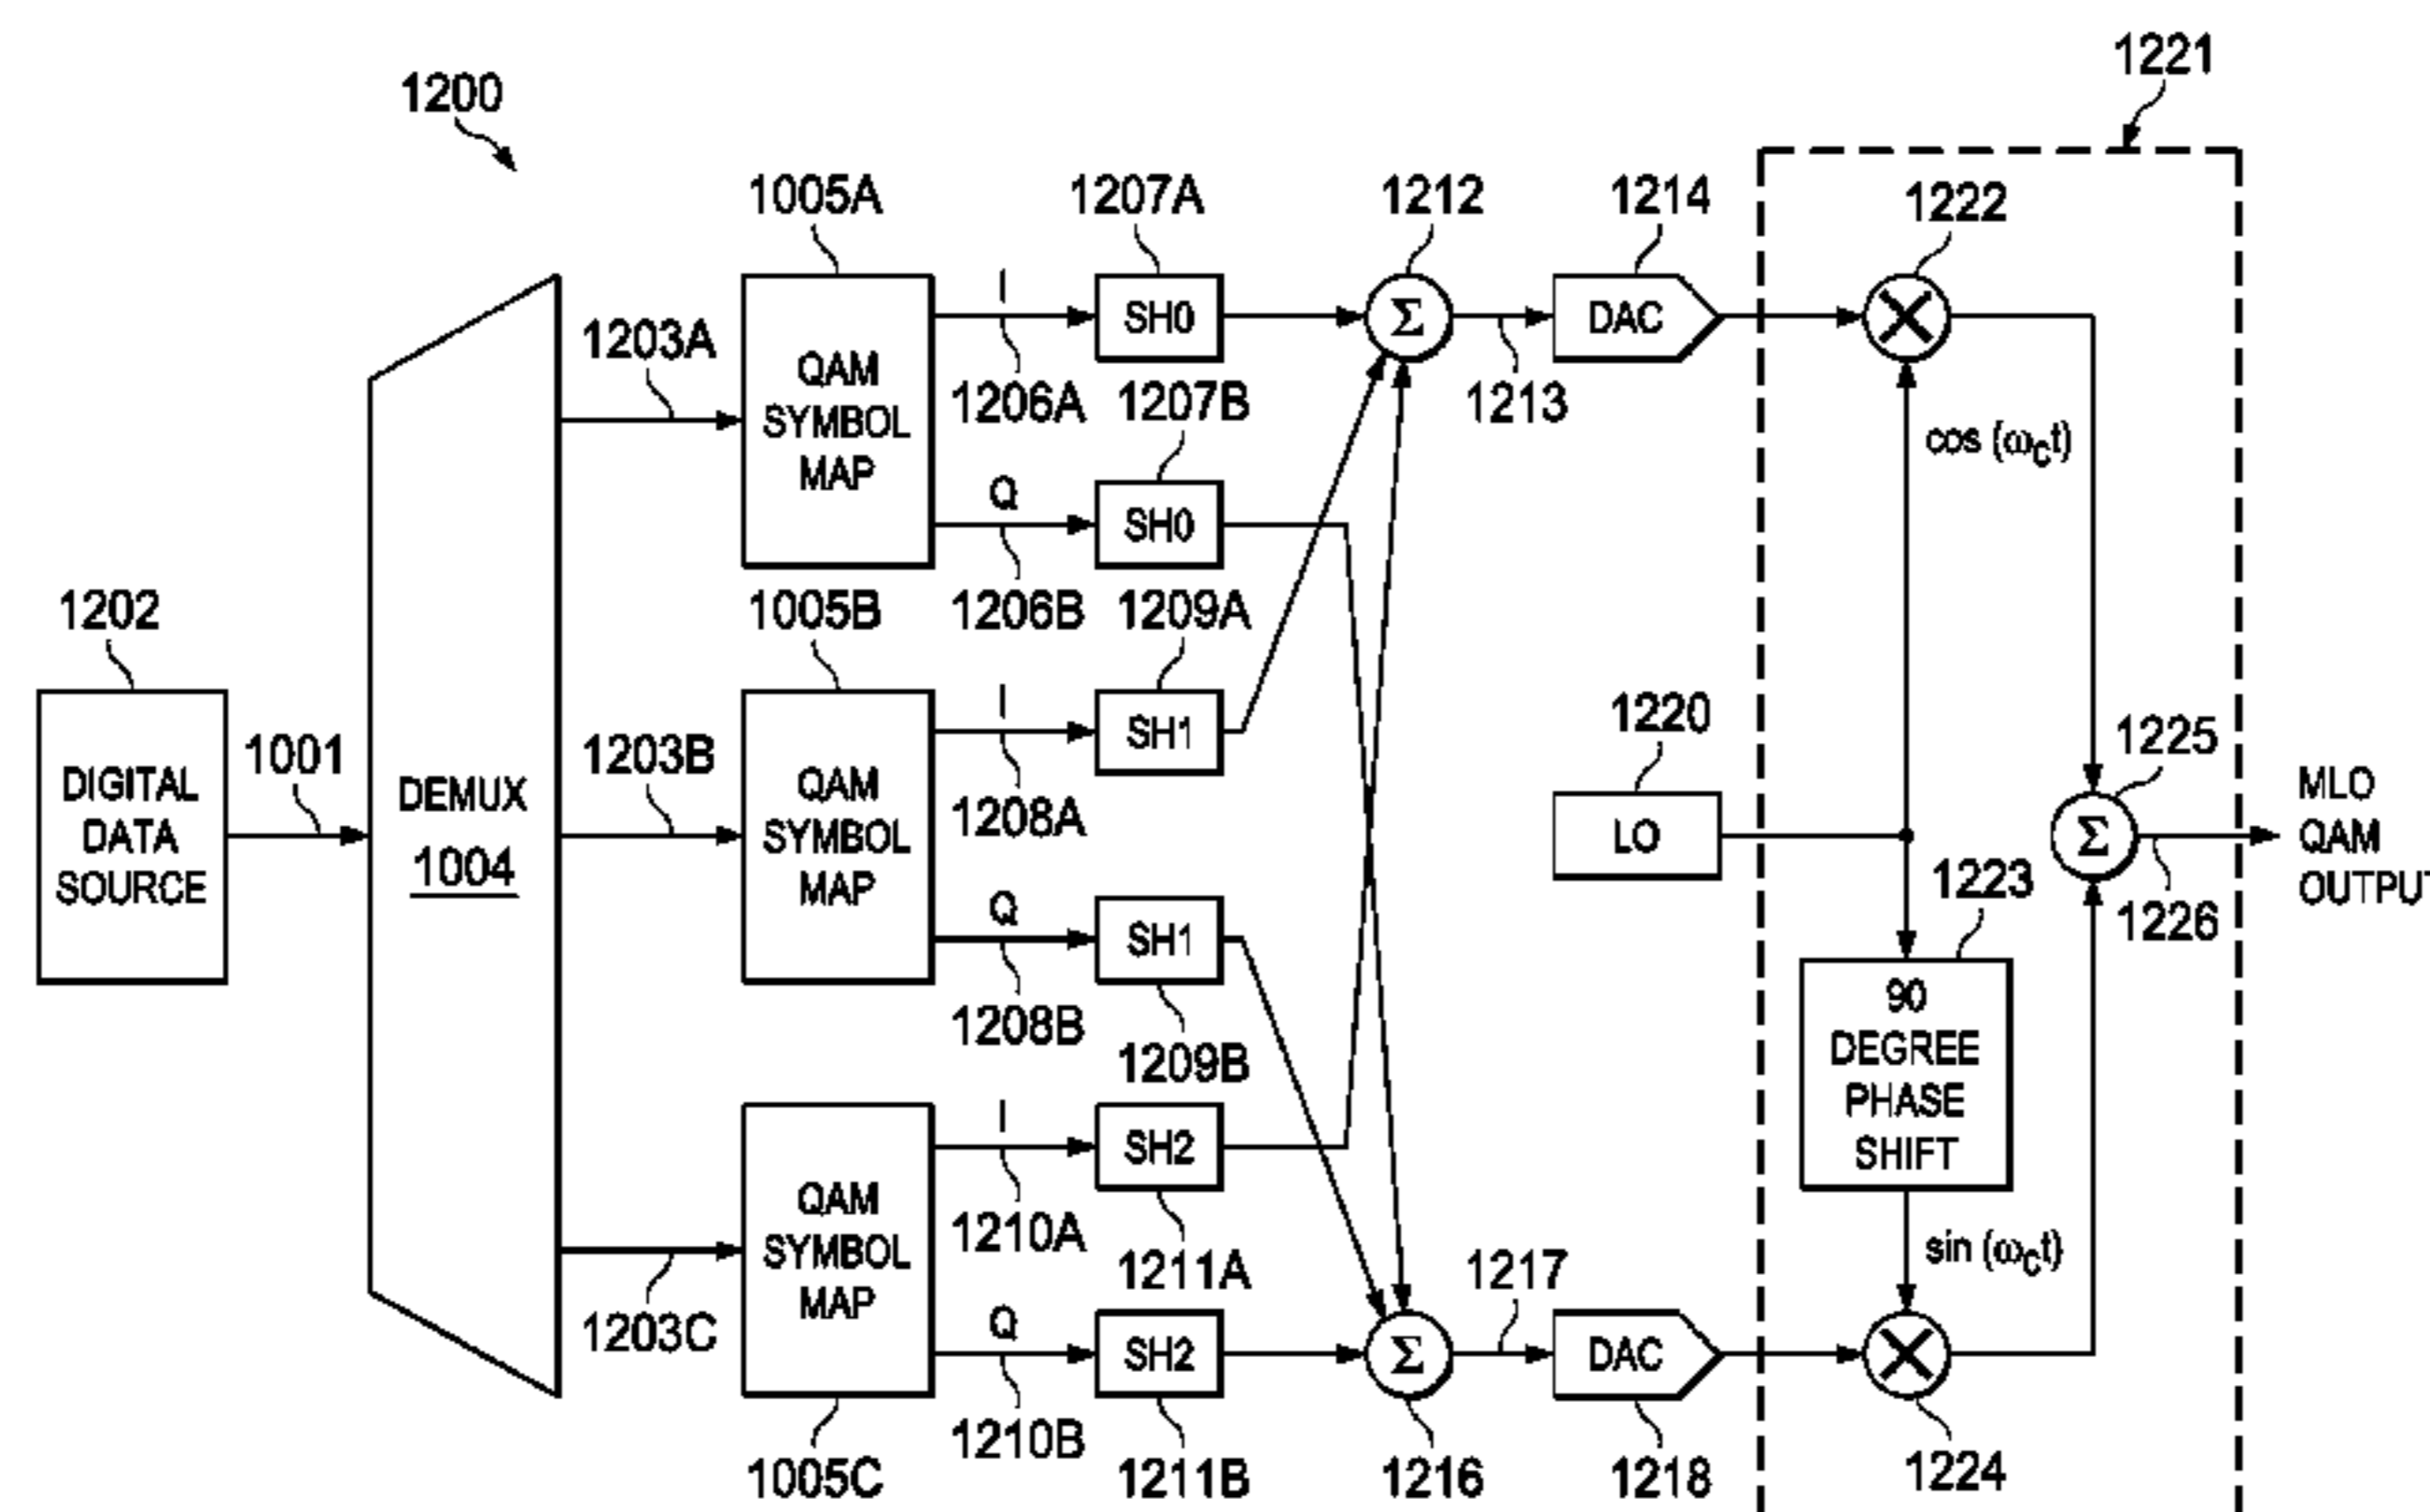 1200
1221
1005A
1207A
1212
1214
1222
I
SH0
Σ
DAC
1203A
QAM
SYMBOL
MAP
1206A
1207B
1213
cos (ωct)
Q
SH0
1202
1005B
1206B
1209A
1220
1225
DIGITAL
DATA
SOURCE
1001
DEMUX
1004
1203B
QAM
SYMBOL
MAP
I
SH1
1208A
LO
Σ
MLO
QAM
OUTPUT
1223
1226
Q
SH1
1208B
1209B
90
DEGREE
PHASE
SHIFT
I
SH2
1210A
1211A
1203C
QAM
SYMBOL
MAP
1217
sin (ωct)
Q
SH2
Σ
DAC
1210B
1005C
1211B
1216
1218
1224